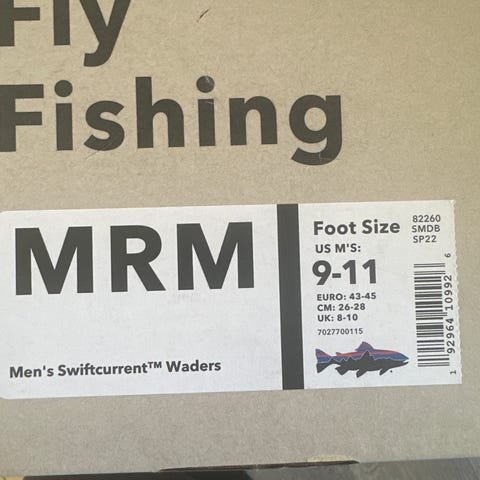 Fly
Fishing
MRM
Men's Swiftcurrent™ Waders
Foot Size
US M'S:
9-11
EURO: 43-45
CM: 26-28
UK: 8-10
7027700115
82260
SMDB
SP22
1 92964 10992 6